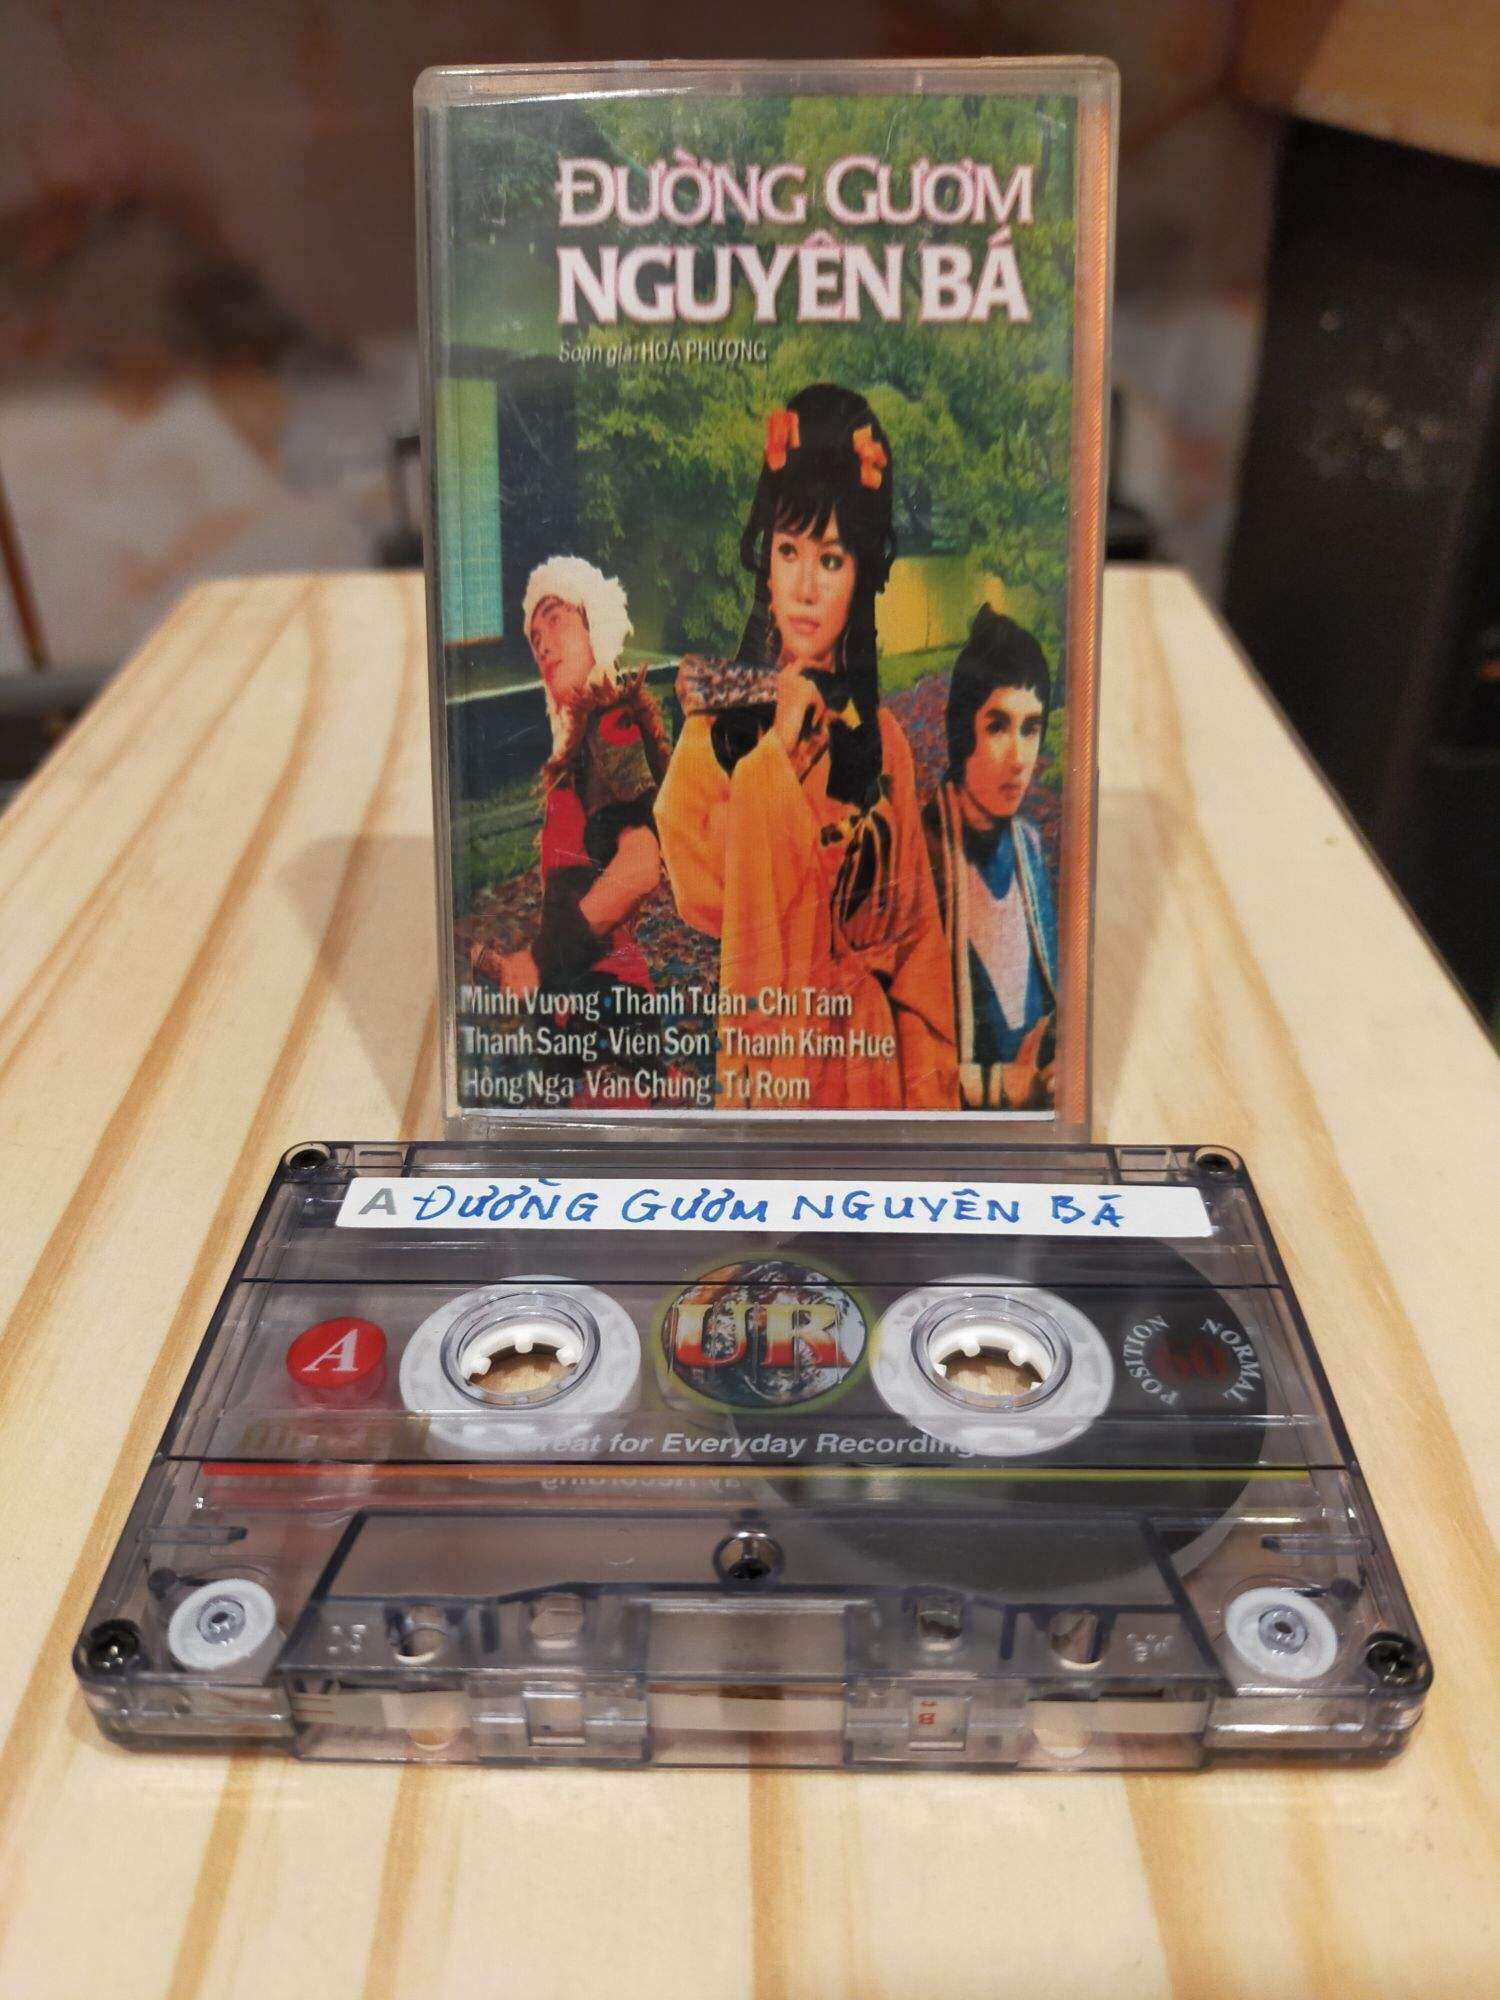 ĐƯỜNG GƯƠM
NGUYÊN BÁ
Soạn giả: HOA PHƯỢNG
Minh Vương • Thanh Tuấn • Chí Tâm
Thanh Sang • Viễn Sơn • Thanh Kim Huệ
Hồng Nga • Văn Chung • Tư Rọm
A ĐƯỜNG GƯƠM NGUYÊN BÁ
A
UR
POSITION NORMAL
60
Great for Everyday Recording